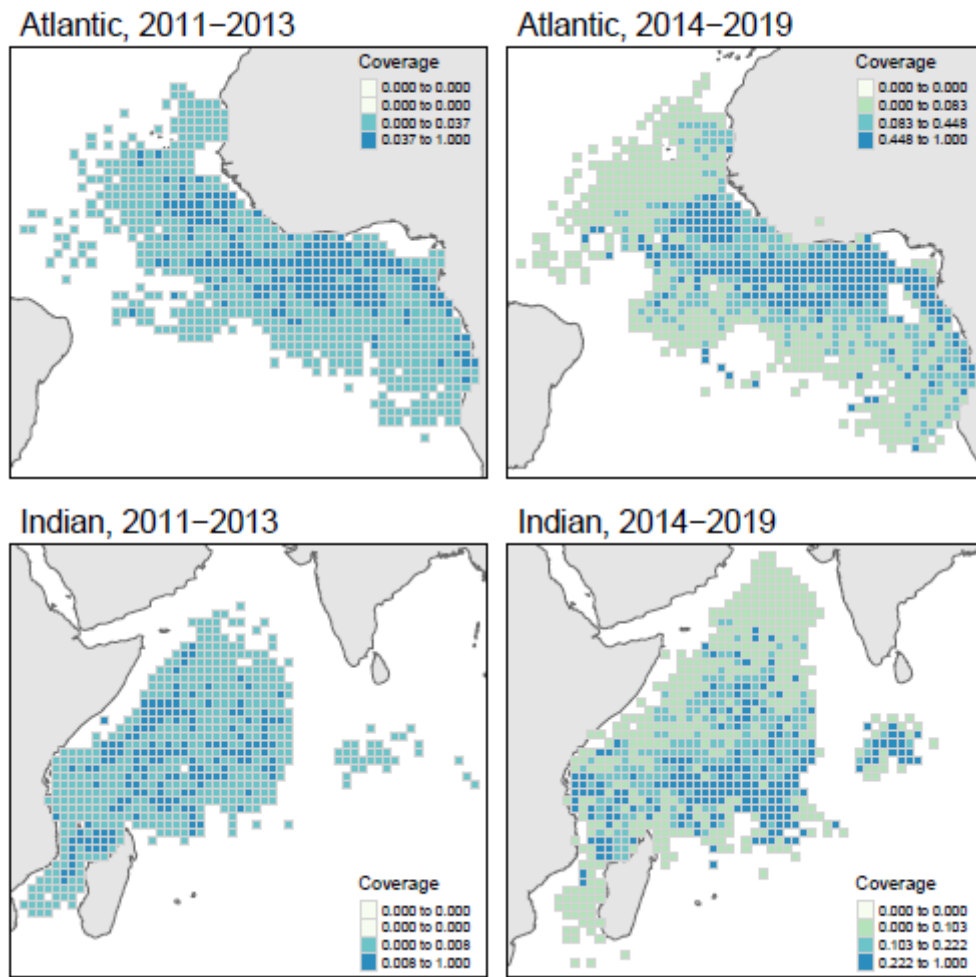 Atlantic, 2011−2013
Coverage
0.000 to 0.000
0.000 to 0.000
0.000 to 0.037
0.037 to 1.000
Atlantic, 2014−2019
Coverage
0.000 to 0.000
0.000 to 0.083
0.083 to 0.448
0.448 to 1.000
Indian, 2011−2013
Coverage
0.000 to 0.000
0.000 to 0.000
0.000 to 0.008
0.008 to 1.000
Indian, 2014−2019
Coverage
0.000 to 0.000
0.000 to 0.103
0.103 to 0.222
0.222 to 1.000